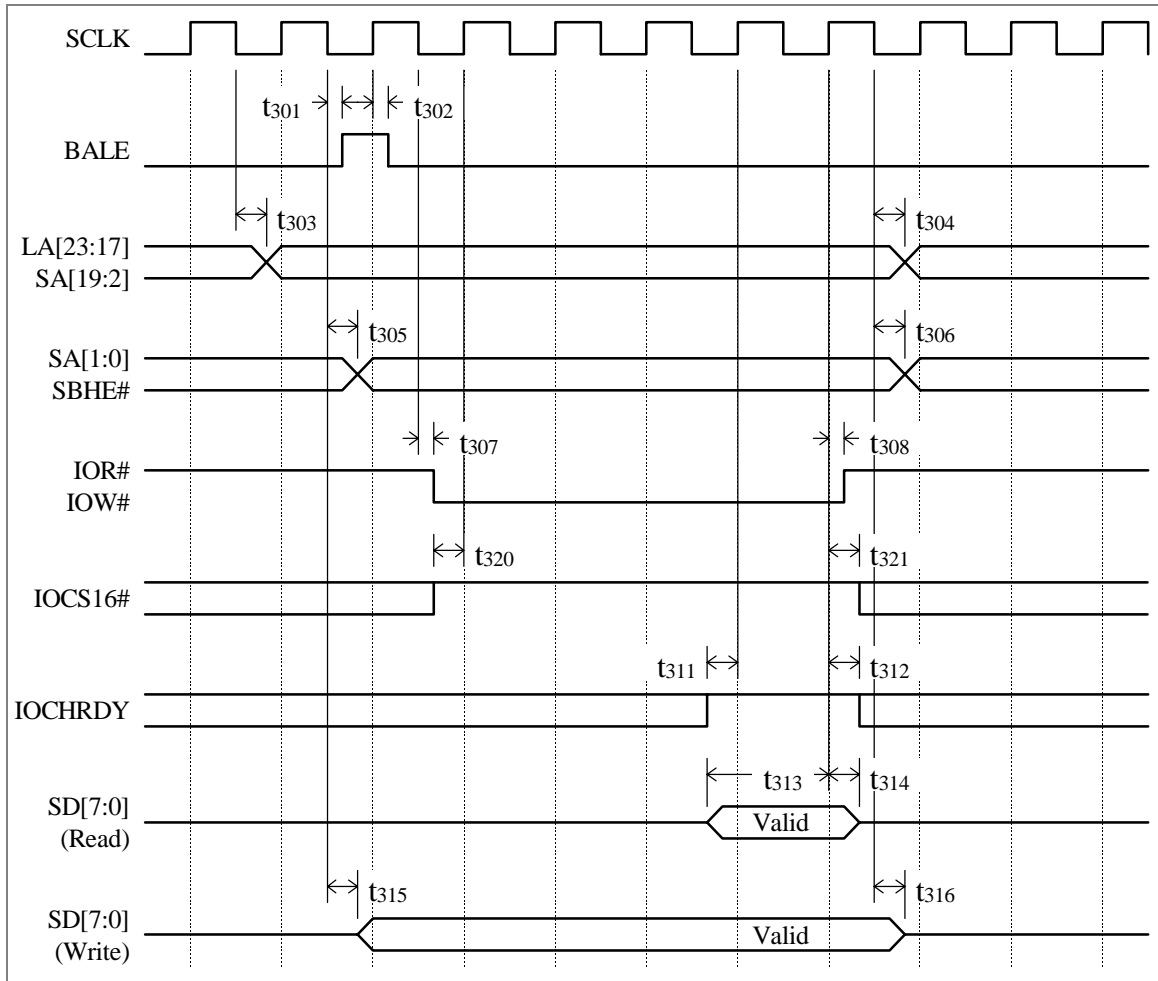 SCLK
t301
t302
BALE
t303
t304
LA[23:17]
SA[19:2]
t305
t306
SA[1:0]
SBHE#
t307
t308
IOR#
IOW#
t320
t321
IOCS16#
t311
t312
IOCHRDY
t313
t314
SD[7:0]
(Read)
Valid
t315
t316
SD[7:0]
(Write)
Valid